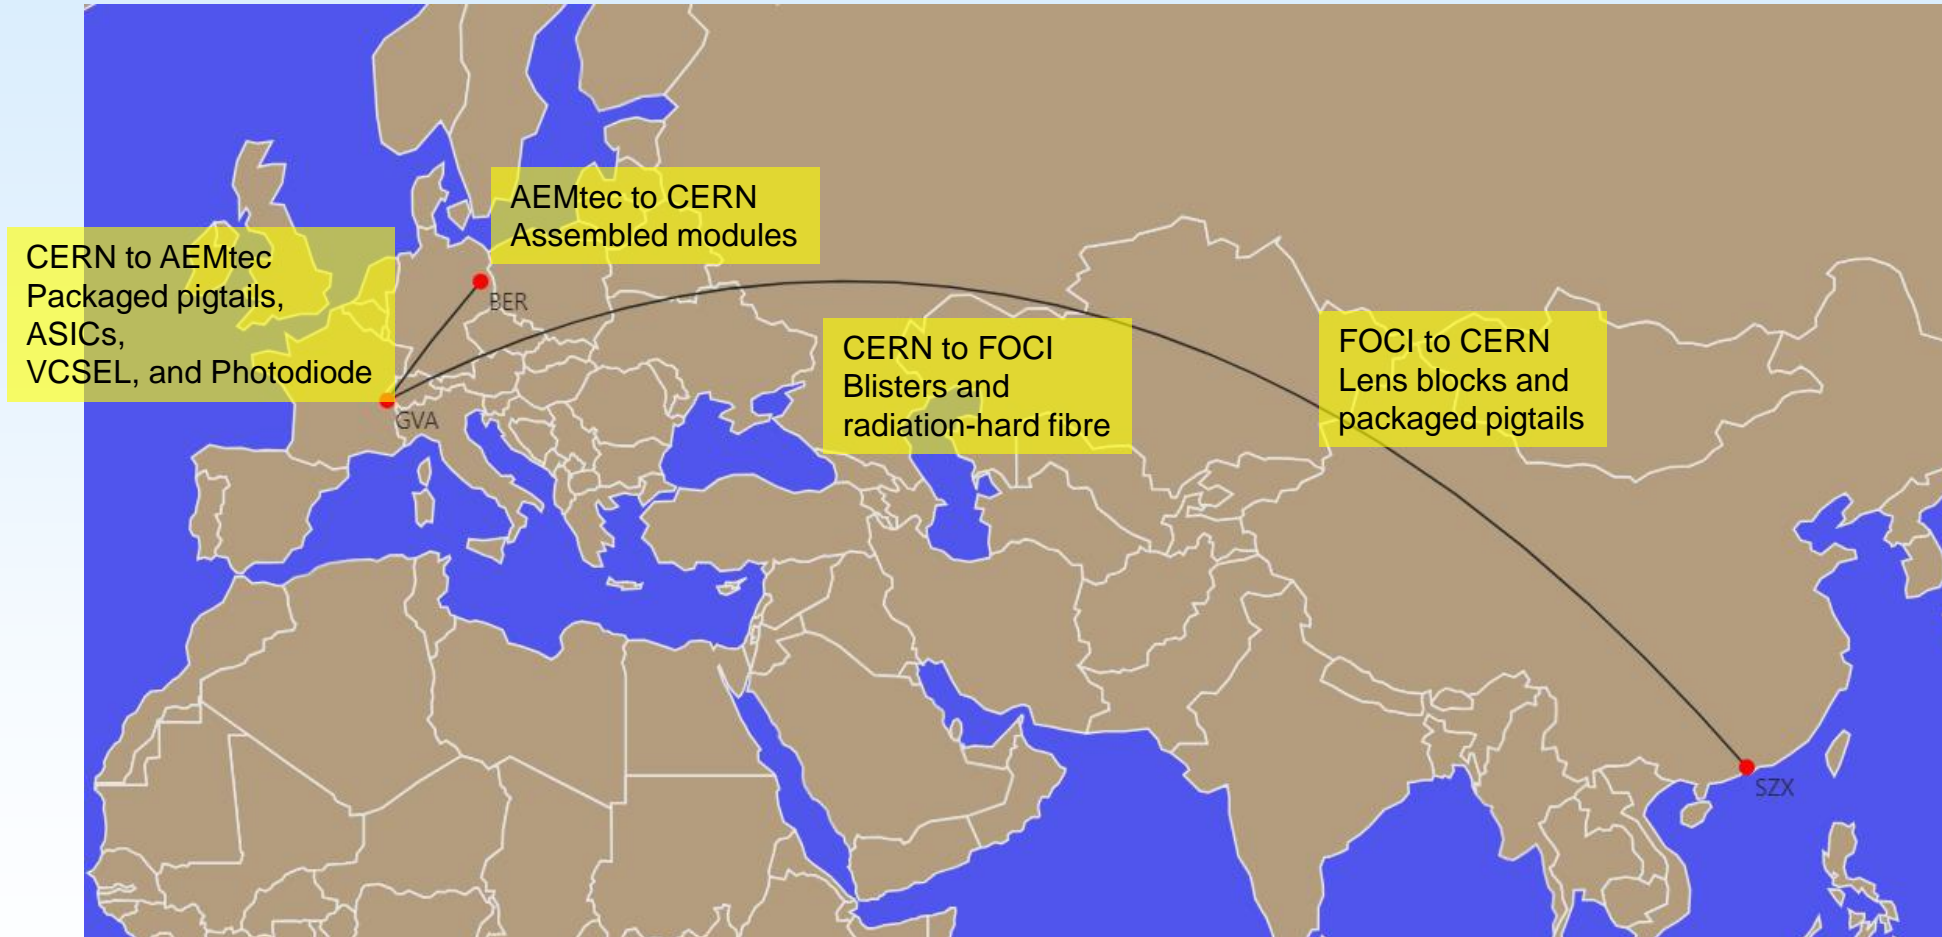 AEMtec to CERN
Assembled modules
CERN to AEMtec
Packaged pigtails,
ASICs,
VCSEL, and Photodiode
BER
GVA
CERN to FOCI
Blisters and
radiation-hard fibre
FOCI to CERN
Lens blocks and
packaged pigtails
SZX